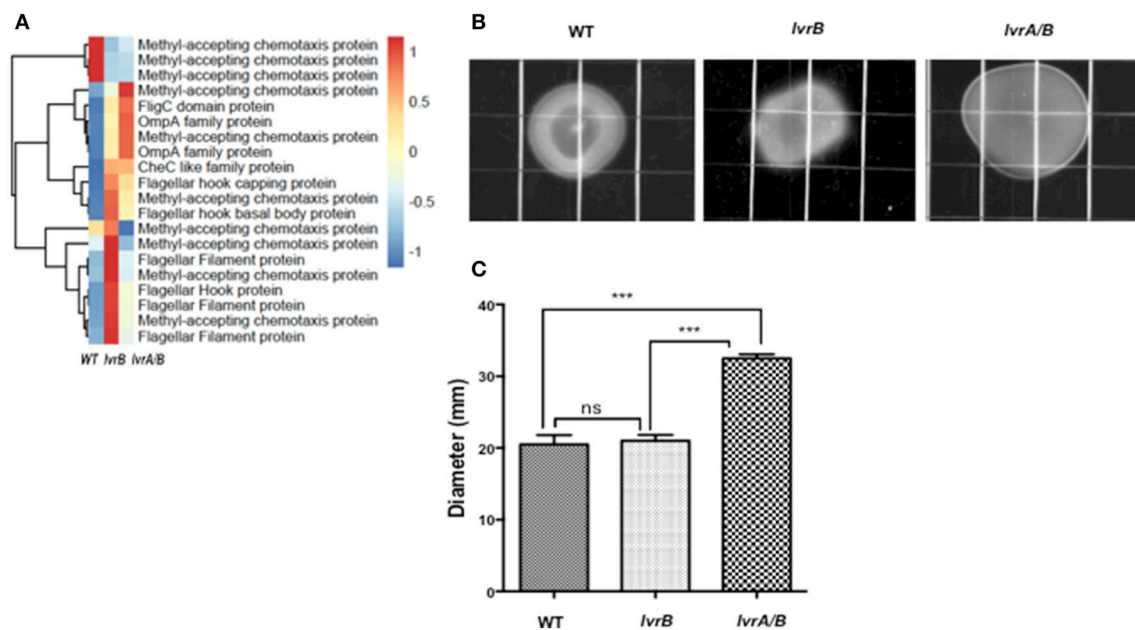 A
Methyl-accepting chemotaxis protein
Methyl-accepting chemotaxis protein
Methyl-accepting chemotaxis protein
Methyl-accepting chemotaxis protein
FligC domain protein
OmpA family protein
Methyl-accepting chemotaxis protein
OmpA family protein
CheC like family protein
Flagellar hook capping protein
Methyl-accepting chemotaxis protein
Flagellar hook basal body protein
Methyl-accepting chemotaxis protein
Methyl-accepting chemotaxis protein
Flagellar Filament protein
Methyl-accepting chemotaxis protein
Flagellar Hook protein
Flagellar Filament protein
Methyl-accepting chemotaxis protein
Flagellar Filament protein
WT lvrB lvrA/B
1
0.5
0
-0.5
-1
B
WT lvrB lvrA/B
C
Diameter (mm)
40
30
20
10
0
***
***
ns
WT lvrB lvrA/B